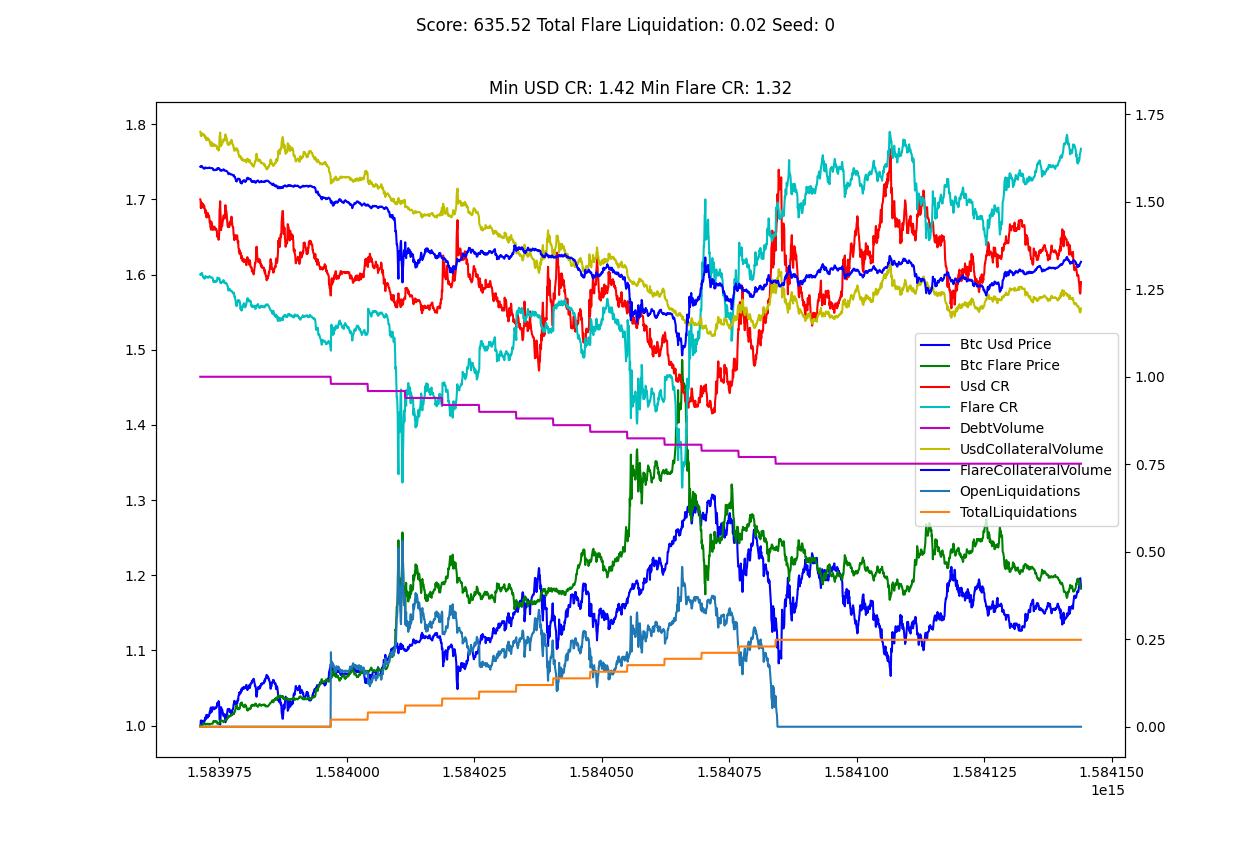 Score: 635.52 Total Flare Liquidation: 0.02 Seed: 0
Min USD CR: 1.42 Min Flare CR: 1.32
1.8
1.7
1.6
1.5
1.4
1.3
1.2
1.1
1.0
1.75
1.50
1.25
1.00
0.75
0.50
0.25
0.00
Btc Usd Price
Btc Flare Price
Usd CR
Flare CR
DebtVolume
UsdCollateralVolume
FlareCollateralVolume
OpenLiquidations
TotalLiquidations
1.583975 1.584000 1.584025 1.584050 1.584075 1.584100 1.584125 1.584150
1e15